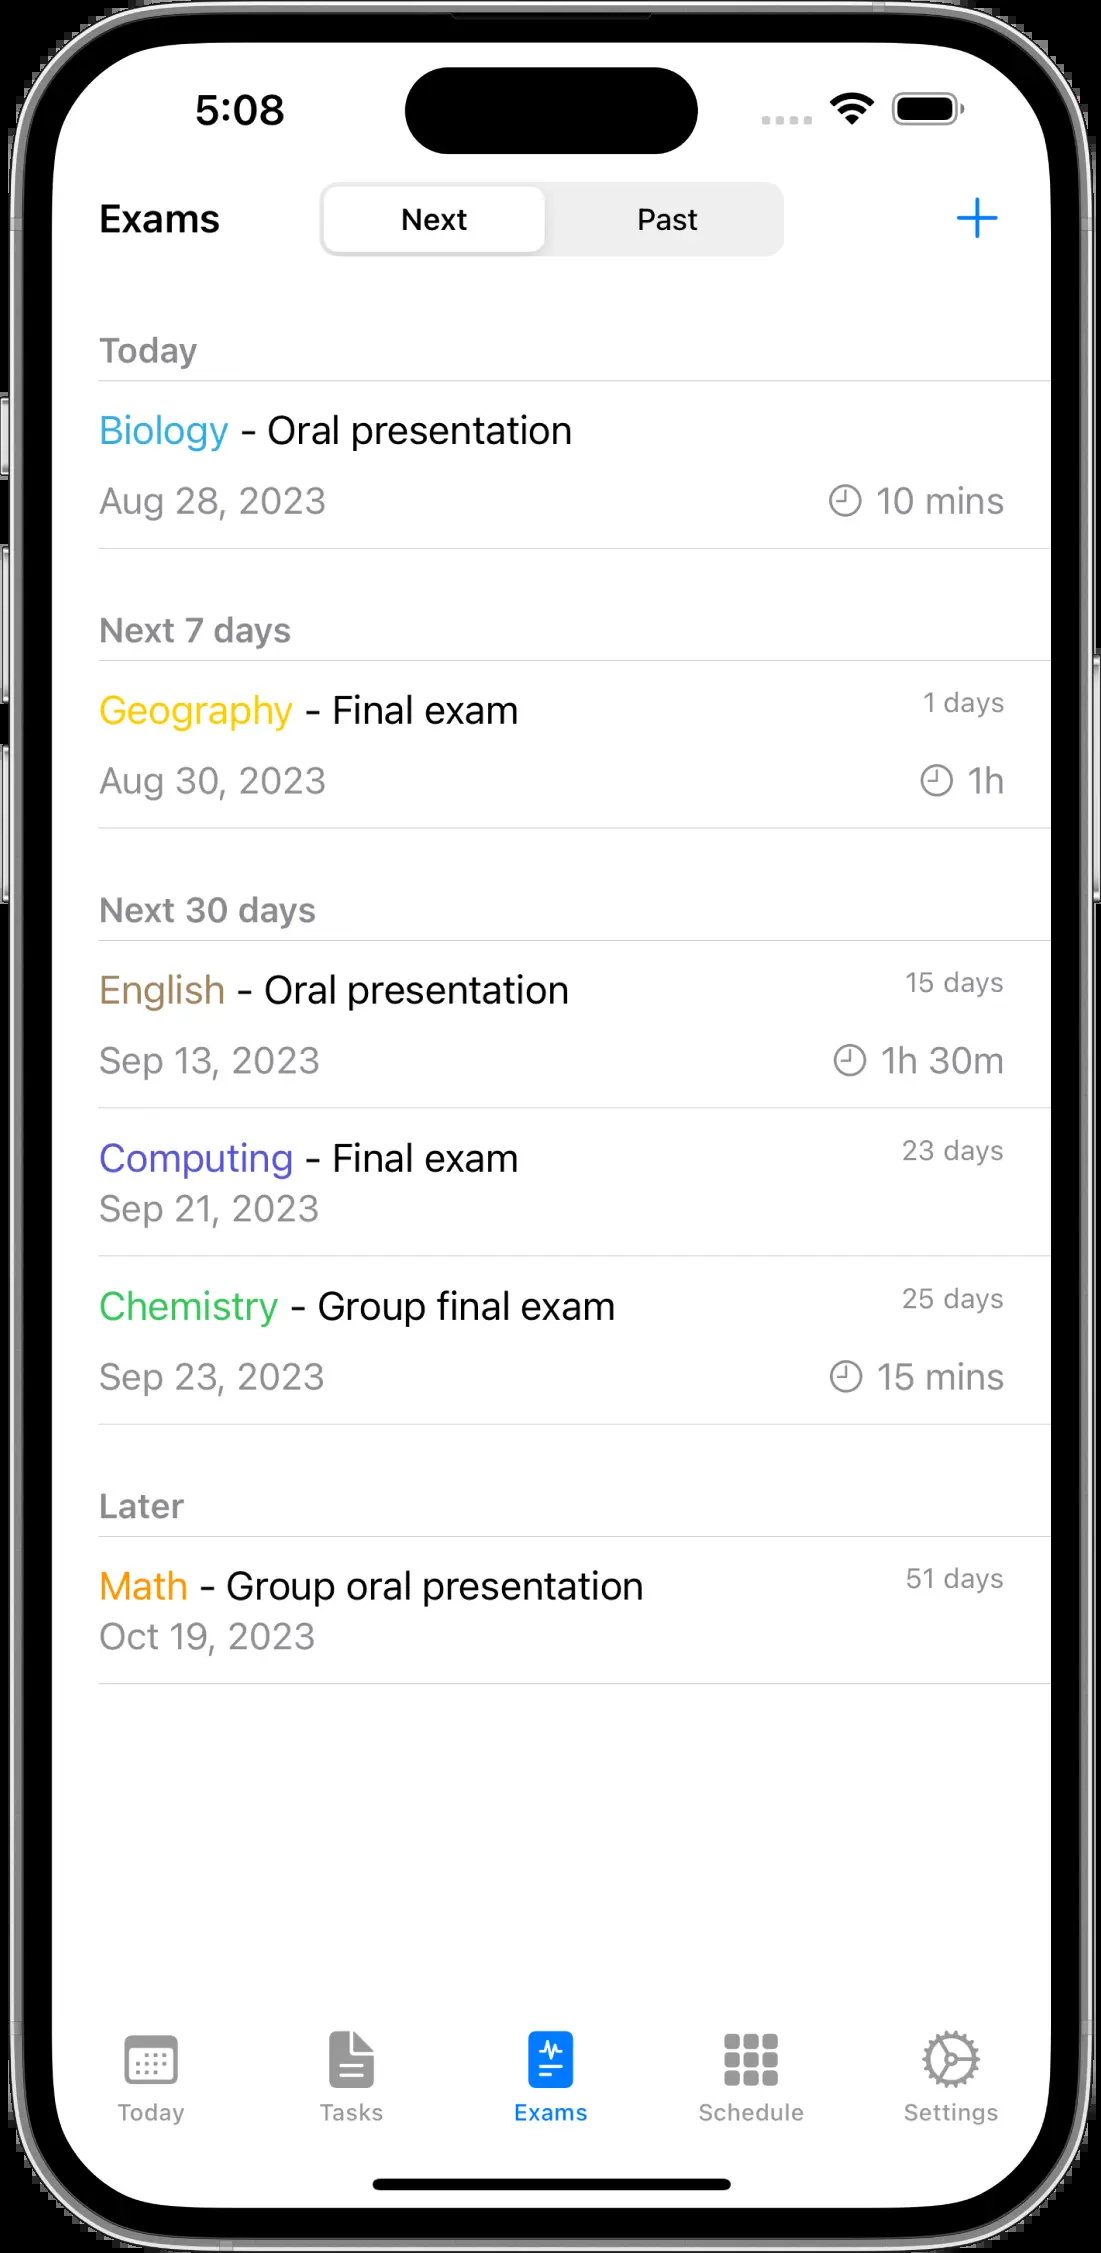 5:08
Exams Next Past
Today
Biology - Oral presentation
Aug 28, 2023 10 mins
Next 7 days
Geography - Final exam 1 days
Aug 30, 2023 1h
Next 30 days
English - Oral presentation 15 days
Sep 13, 2023 1h 30m
Computing - Final exam 23 days
Sep 21, 2023
Chemistry - Group final exam 25 days
Sep 23, 2023 15 mins
Later
Math - Group oral presentation 51 days
Oct 19, 2023
Today Tasks Exams Schedule Settings